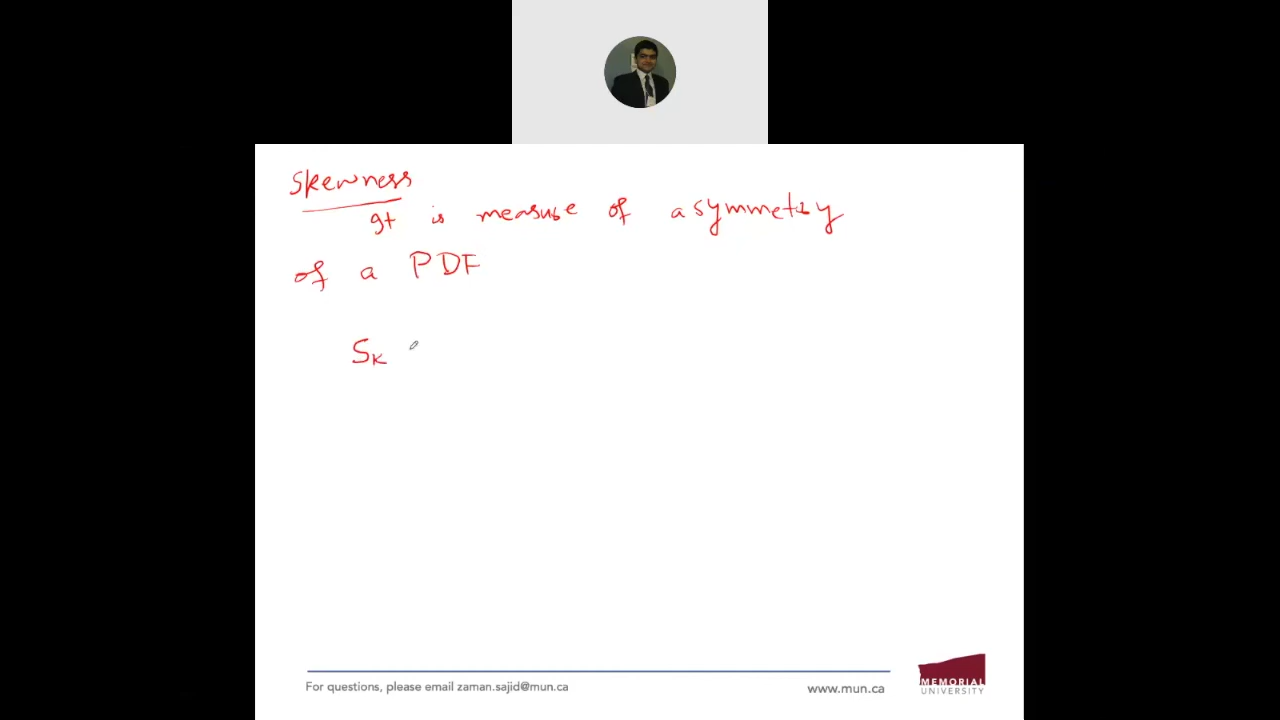 Skewness
It is measure of asymmetry
of a PDF
Sk
For questions, please email zaman.sajid@mun.ca
www.mun.ca
MEMORIAL
UNIVERSITY